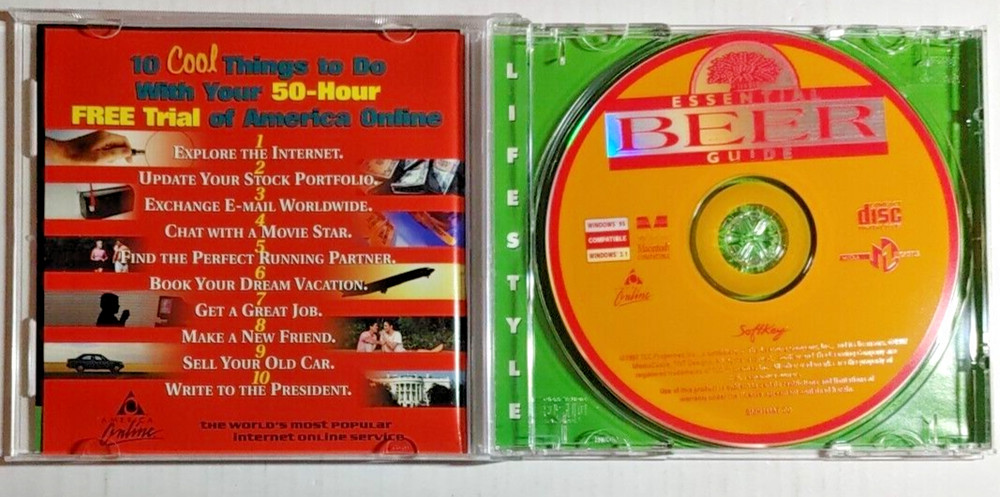 10 Cool Things to Do
With Your 50-Hour
FREE Trial of America Online
1
EXPLORE THE INTERNET.
2
UPDATE YOUR STOCK PORTFOLIO.
3
EXCHANGE E-MAIL WORLDWIDE.
4
CHAT WITH A MOVIE STAR.
5
FIND THE PERFECT RUNNING PARTNER.
6
BOOK YOUR DREAM VACATION.
7
GET A GREAT JOB.
8
MAKE A NEW FRIEND.
9
SELL YOUR OLD CAR.
10
WRITE TO THE PRESIDENT.
AMERICA
Online
THE WORLD'S MOST POPULAR
internet online service
LIFESTYLE
ESSENTIAL
BEER
GUIDE
WINDOWS 95
COMPATIBLE
WINDOWS 3.1
Macintosh
disc
Online
SoftKey